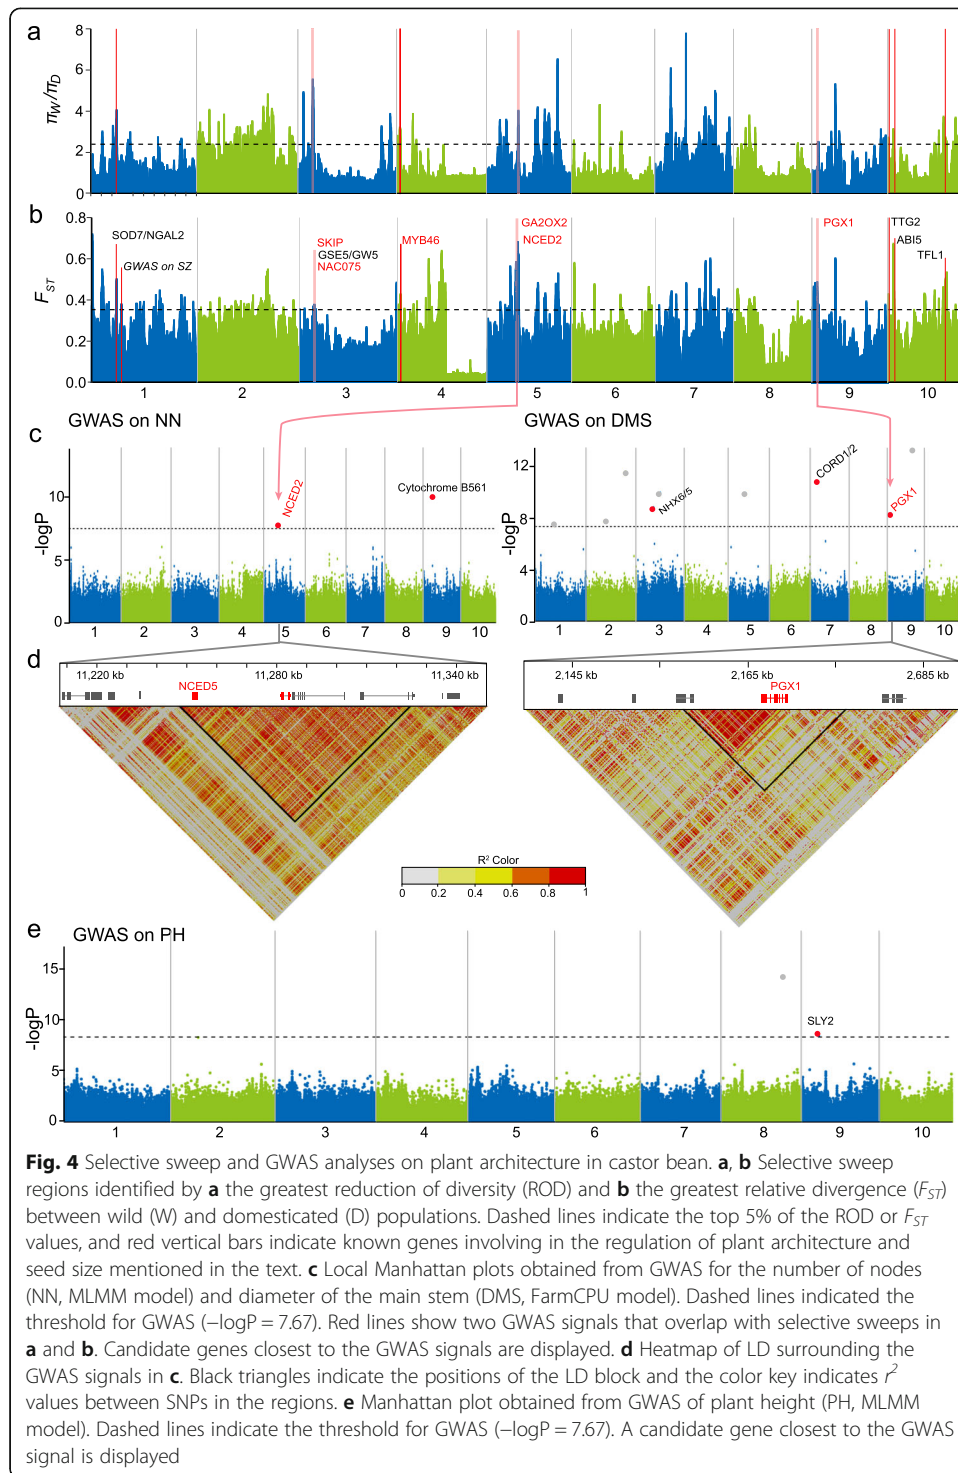 a
8
6
4
2
0
πW/πD
b
0.8
0.6
0.4
0.2
0.0
FST
SOD7/NGAL2
GWAS on SZ
SKIP
GSE5/GW5
NAC075
MYB46
GA2OX2
NCED2
PGX1
TTG2
ABI5
TFL1
1 2 3 4 5 6 7 8 9 10
GWAS on NN
GWAS on DMS
c
10
5
0
-logP
NCED2
Cytochrome B561
1 2 3 4 5 6 7 8 9 10
12
8
4
0
-logP
NHX6/5
CORD1/2
PGX1
1 2 3 4 5 6 7 8 9 10
d
11,220 kb 11,280 kb 11,340 kb
NCED5
2,145 kb 2,165 kb 2,685 kb
PGX1
R² Color
0 0.2 0.4 0.6 0.8 1
e
GWAS on PH
15
10
5
0
-logP
SLY2
1 2 3 4 5 6 7 8 9 10
Fig. 4 Selective sweep and GWAS analyses on plant architecture in castor bean. a, b Selective sweep
regions identified by a the greatest reduction of diversity (ROD) and b the greatest relative divergence (FST)
between wild (W) and domesticated (D) populations. Dashed lines indicate the top 5% of the ROD or FST
values, and red vertical bars indicate known genes involving in the regulation of plant architecture and
seed size mentioned in the text. c Local Manhattan plots obtained from GWAS for the number of nodes
(NN, MLMM model) and diameter of the main stem (DMS, FarmCPU model). Dashed lines indicated the
threshold for GWAS (−logP = 7.67). Red lines show two GWAS signals that overlap with selective sweeps in
a and b. Candidate genes closest to the GWAS signals are displayed. d Heatmap of LD surrounding the
GWAS signals in c. Black triangles indicate the positions of the LD block and the color key indicates r²
values between SNPs in the regions. e Manhattan plot obtained from GWAS of plant height (PH, MLMM
model). Dashed lines indicate the threshold for GWAS (−logP = 7.67). A candidate gene closest to the GWAS
signal is displayed